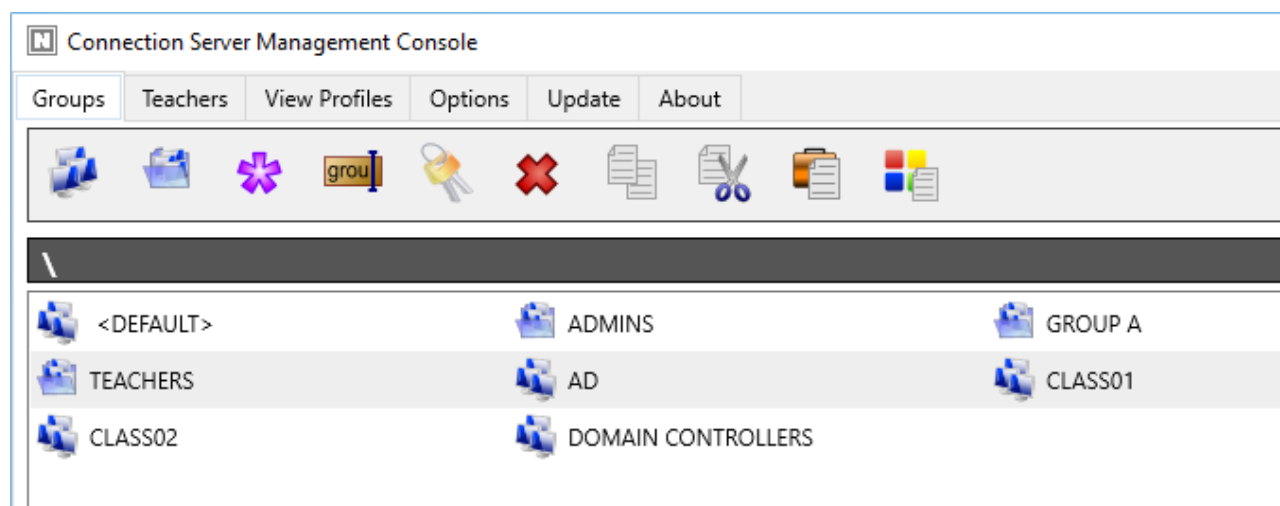 N Connection Server Management Console
Groups Teachers View Profiles Options Update About
grou
\
<DEFAULT> ADMINS GROUP A
TEACHERS AD CLASS01
CLASS02 DOMAIN CONTROLLERS